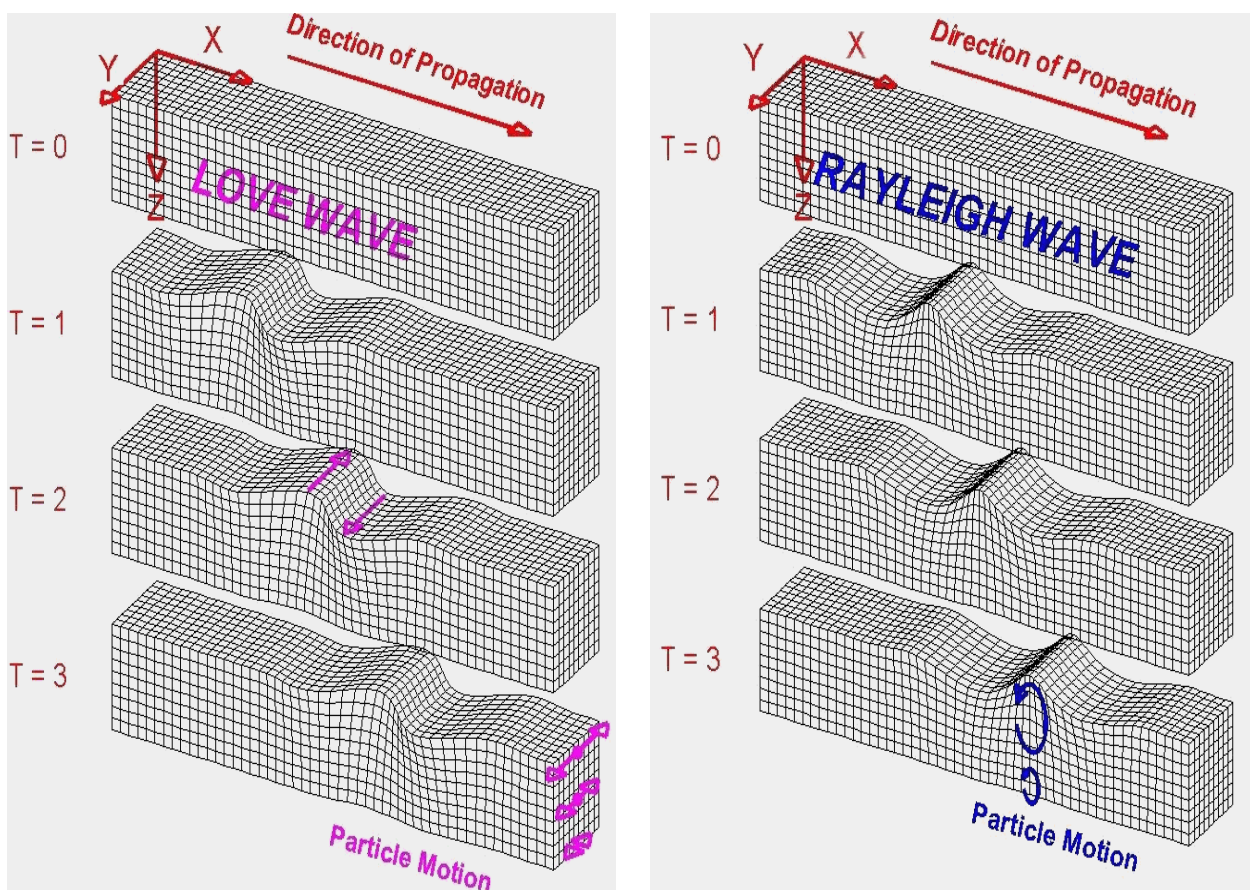 X
Direction of Propagation
Y
T = 0
Z
LOVE WAVE
T = 1
T = 2
T = 3
Particle Motion
X
Direction of Propagation
Y
T = 0
Z
RAYLEIGH WAVE
T = 1
T = 2
T = 3
Particle Motion